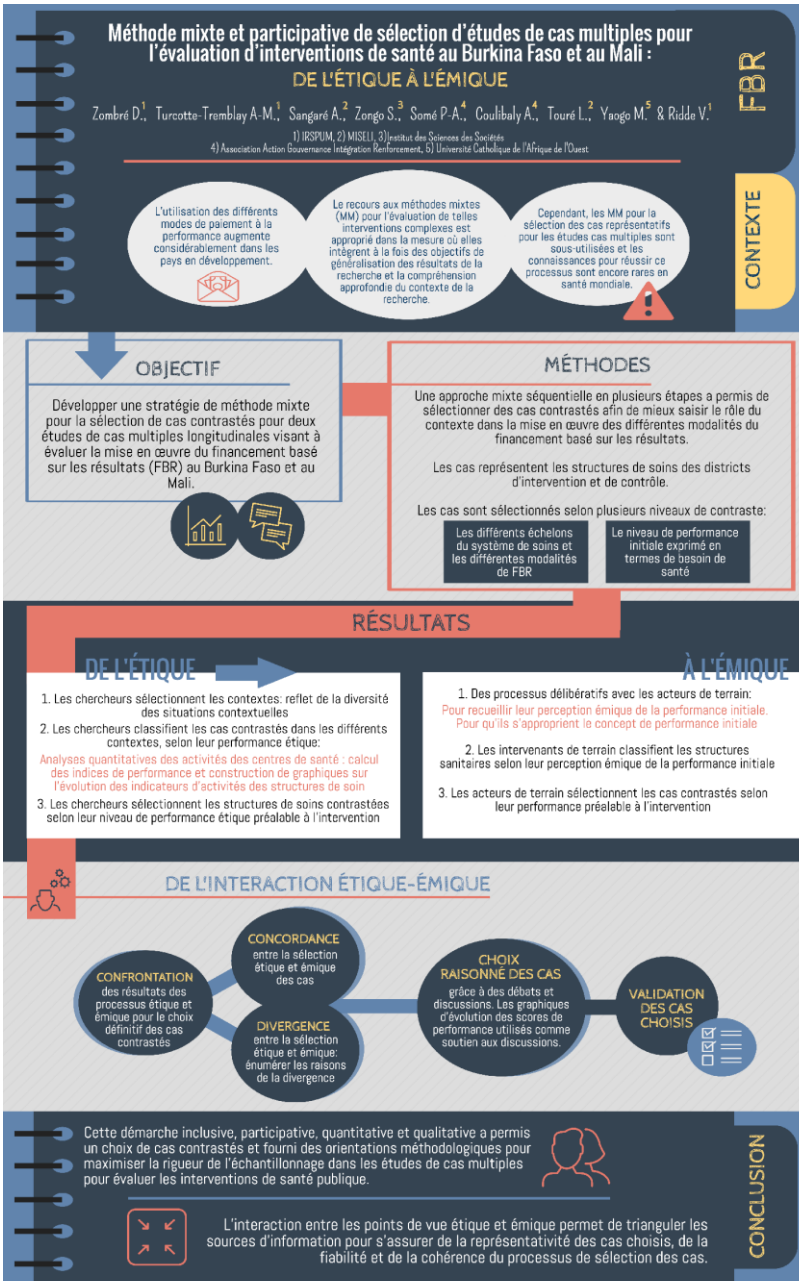 Méthode mixte et participative de sélection d'études de cas multiples pour
l'évaluation d'interventions de santé au Burkina Faso et au Mali :
DE L'ÉTIQUE À L'ÉMIQUE
Zombré D.,1 Turcotte-Tremblay A-M.,1 Sangaré A.,2 Zongo S.,3 Somé P-A.,4 Coulibaly A.,4 Touré L.,2 Yaogo M.5 & Ridde V.1
1) IRSPUM, 2) MISELI, 3)Institut des Sciences des Sociétés
4) Association Action Gouvernance Intégration Renforcement, 5) Université Catholique de l'Afrique de l'Ouest
FBR
CONTEXTE
L'utilisation des différents
modes de paiement à la
performance augmente
considérablement dans les
pays en développement.
Le recours aux méthodes mixtes
(MM) pour l'évaluation de telles
interventions complexes est
approprié dans la mesure où elles
intègrent à la fois des objectifs de
généralisation des résultats de la
recherche et la compréhension
approfondie du contexte de la
recherche.
Cependant, les MM pour la
sélection des cas représentatifs
pour les études cas multiples sont
sous-utilisées et les
connaissances pour réussir ce
processus sont encore rares en
santé mondiale.
OBJECTIF
Développer une stratégie de méthode mixte
pour la sélection de cas contrastés pour deux
études de cas multiples longitudinales visant à
évaluer la mise en œuvre du financement basé
sur les résultats (FBR) au Burkina Faso et au
Mali.
MÉTHODES
Une approche mixte séquentielle en plusieurs étapes a permis de
sélectionner des cas contrastés afin de mieux saisir le rôle du
contexte dans la mise en œuvre des différentes modalités du
financement basé sur les résultats.
Les cas représentent les structures de soins des districts
d'intervention et de contrôle.
Les cas sont sélectionnés selon plusieurs niveaux de contraste:
Les différents échelons
du système de soins et
les différentes modalités
de FBR
Le niveau de performance
initiale exprimé en
termes de besoin de
santé
RÉSULTATS
DE L'ÉTIQUE
1. Les chercheurs sélectionnent les contextes: reflet de la diversité
des situations contextuelles
2. Les chercheurs classifient les cas contrastés dans les différents
contextes, selon leur performance étique:
Analyses quantitatives des activités des centres de santé : calcul
des indices de performance et construction de graphiques sur
l'évolution des indicateurs d'activités des structures de soin
3. Les chercheurs sélectionnent les structures de soins contrastées
selon leur niveau de performance étique préalable à l'intervention
À L'ÉMIQUE
1. Des processus délibératifs avec les acteurs de terrain:
Pour recueillir leur perception émique de la performance initiale.
Pour qu'ils s'approprient le concept de performance initiale
2. Les intervenants de terrain classifient les structures
sanitaires selon leur perception émique de la performance initiale
3. Les acteurs de terrain sélectionnent les cas contrastés selon
leur performance préalable à l'intervention
DE L'INTERACTION ÉTIQUE-ÉMIQUE
CONFRONTATION
des résultats des
processus étique et
émique pour le choix
définitif des cas
contrastés
CONCORDANCE
entre la sélection
étique et émique
des cas
DIVERGENCE
entre la sélection
étique et émique:
énumérer les raisons
de la divergence
CHOIX
RAISONNÉ DES CAS
grâce à des débats et
discussions. Les graphiques
d'évolution des scores de
performance utilisés comme
soutien aux discussions.
VALIDATION
DES CAS
CHOISIS
Cette démarche inclusive, participative, quantitative et qualitative a permis
un choix de cas contrastés et fourni des orientations méthodologiques pour
maximiser la rigueur de l'échantillonnage dans les études de cas multiples
pour évaluer les interventions de santé publique.
L'interaction entre les points de vue étique et émique permet de trianguler les
sources d'information pour s'assurer de la représentativité des cas choisis, de la
fiabilité et de la cohérence du processus de sélection des cas.
CONCLUSION